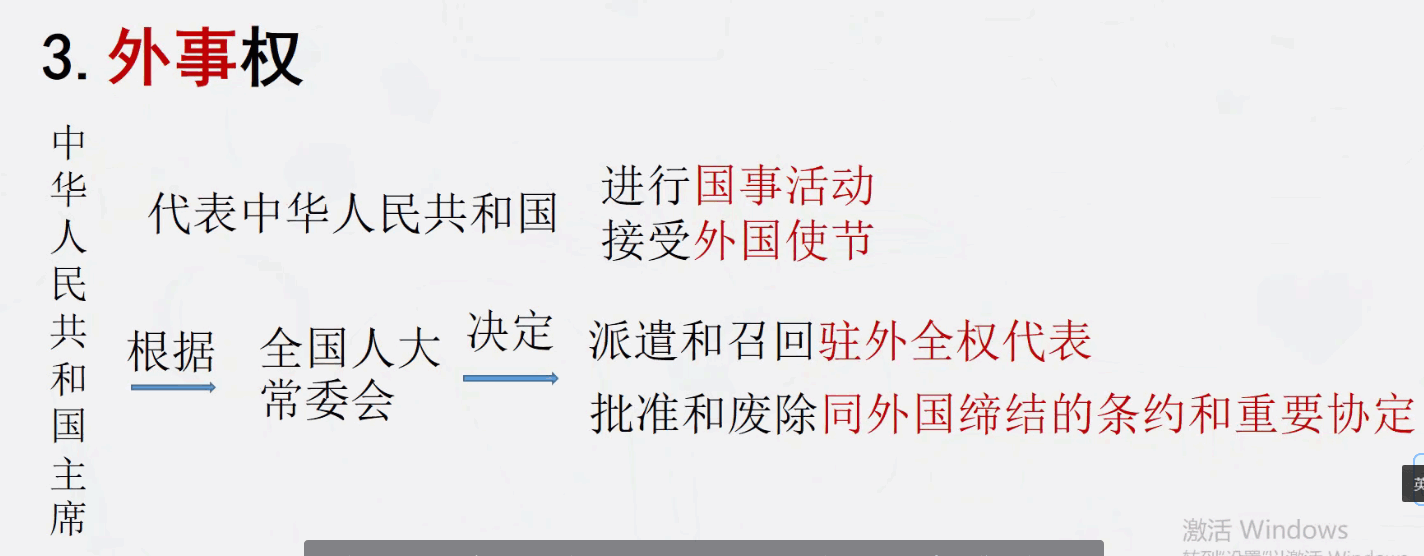 3. 外事权
中华人民共和国主席
代表中华人民共和国
进行国事活动
接受外国使节
根据
全国人大
常委会
决定
派遣和召回驻外全权代表
批准和废除同外国缔结的条约和重要协定
英
激活 Windows